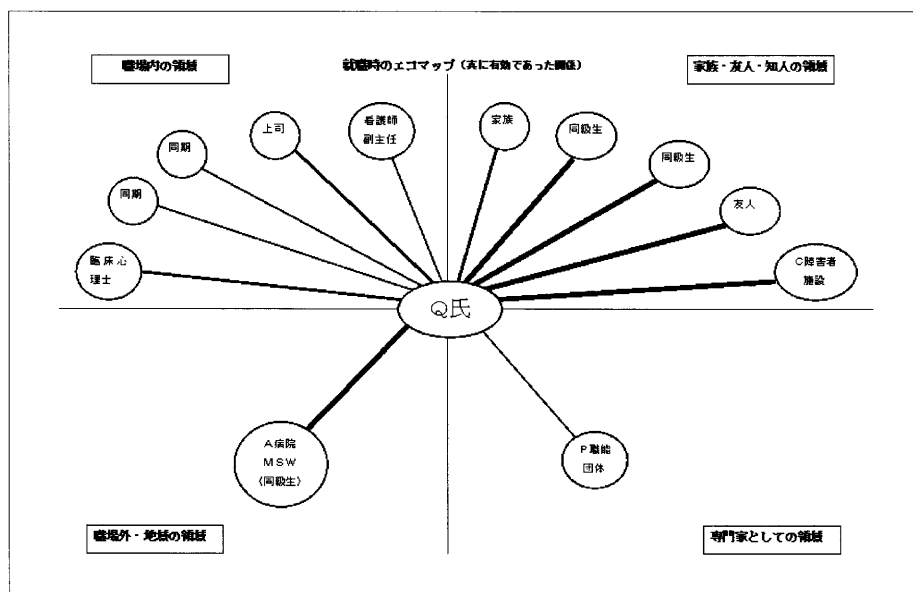 職場内の領域
就職時のエコマップ（真に有効であった関係）
家族・友人・知人の領域
看護師
副主任
上司
同期
同期
臨床心
理士
家族
同級生
同級生
友人
C障害者
施設
Q氏
A病院
MSW
（同級生）
P職能
団体
職場外・地域の領域
専門家としての領域